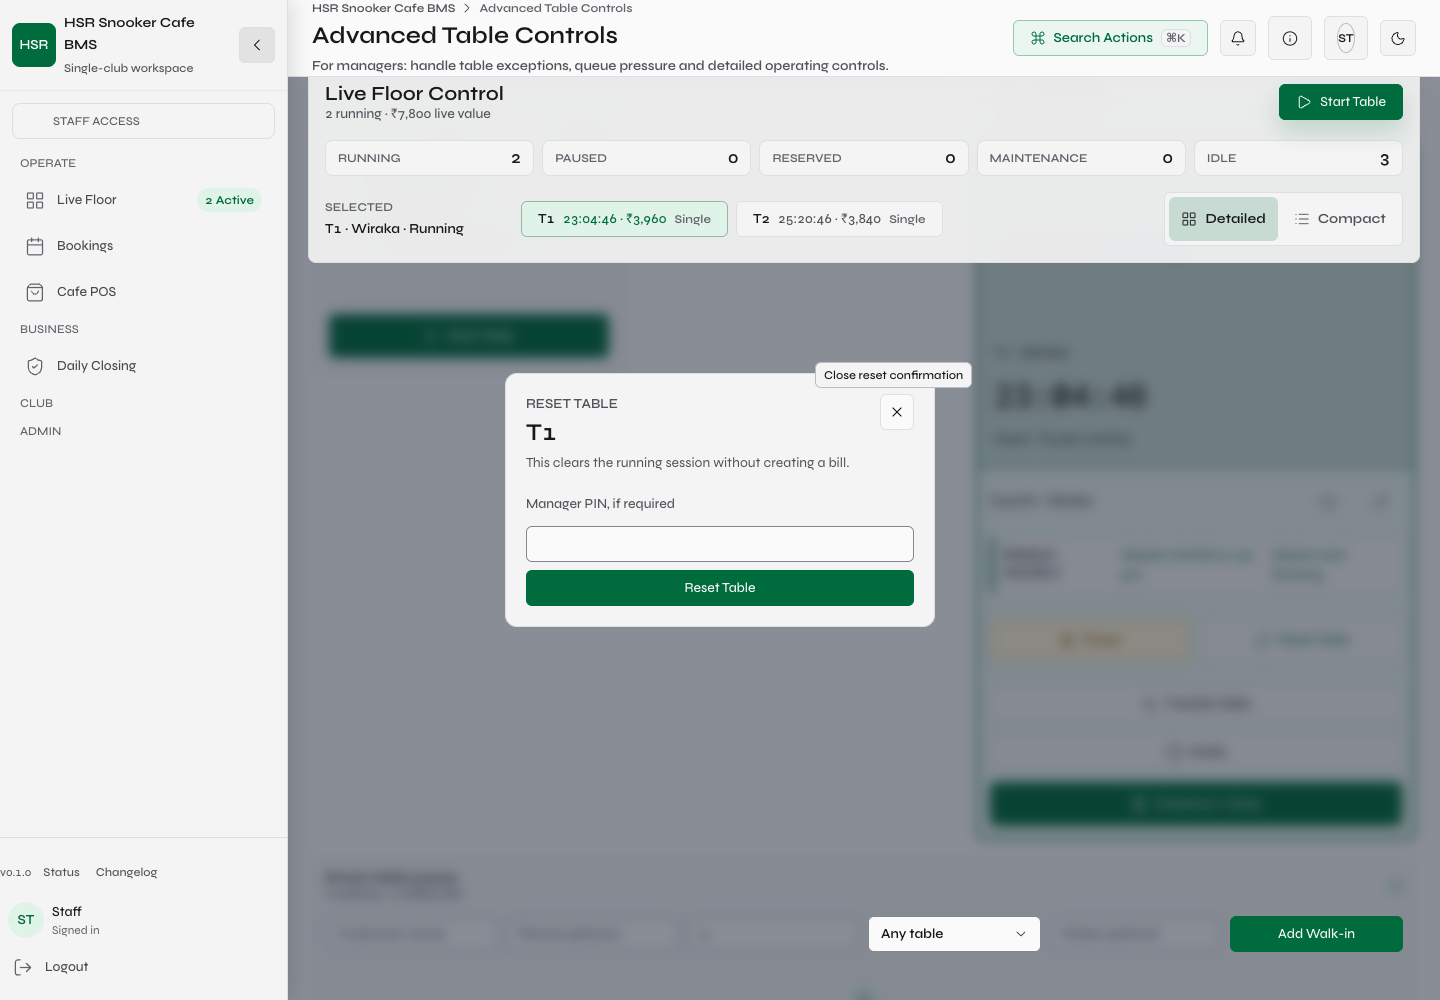 HSR
HSR Snooker Cafe
BMS
Single-club workspace
STAFF ACCESS
OPERATE
Live Floor
2 Active
Bookings
Cafe POS
BUSINESS
Daily Closing
CLUB
ADMIN
v0.1.0
Status
Changelog
ST
Staff
Signed in
Logout
HSR Snooker Cafe BMS
Advanced Table Controls
Advanced Table Controls
For managers: handle table exceptions, queue pressure and detailed operating controls.
Search Actions
⌘K
ST
Live Floor Control
2 running · ₹7,800 live value
Start Table
RUNNING 2
PAUSED 0
RESERVED 0
MAINTENANCE 0
IDLE 3
SELECTED
T1 · Wiraka · Running
T1 23:04:46 · ₹3,960 Single
T2 25:20:46 · ₹3,840 Single
Detailed
Compact
23:04:46
Close reset confirmation
RESET TABLE
T1
This clears the running session without creating a bill.
Manager PIN, if required
Reset Table
Any table
Add Walk-in